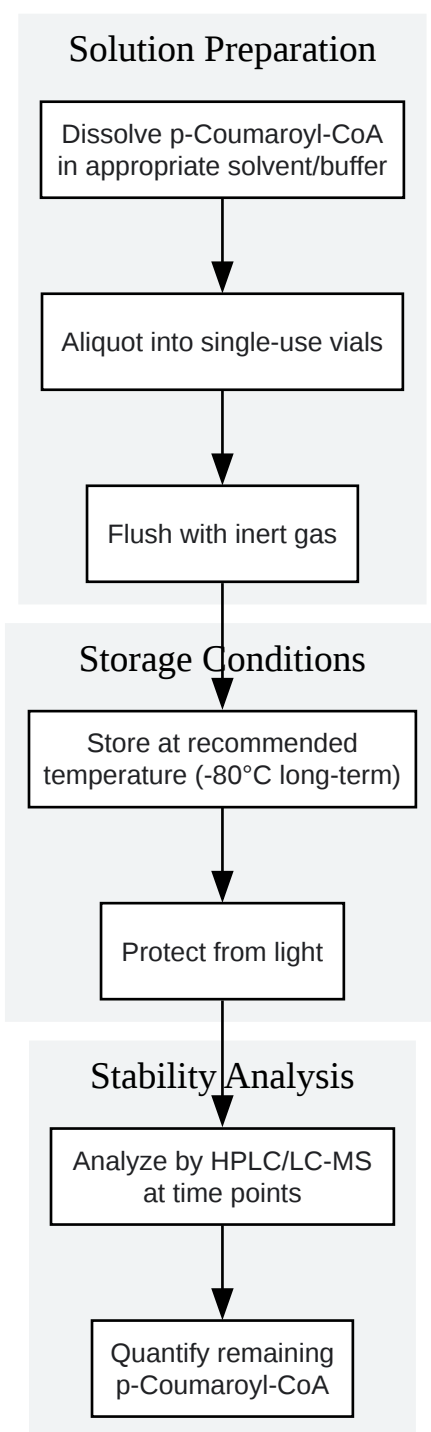 Solution Preparation
Dissolve p-Coumaroyl-CoA
in appropriate solvent/buffer
Aliquot into single-use vials
Flush with inert gas
Storage Conditions
Store at recommended
temperature (-80°C long-term)
Protect from light
Stability Analysis
Analyze by HPLC/LC-MS
at time points
Quantify remaining
p-Coumaroyl-CoA